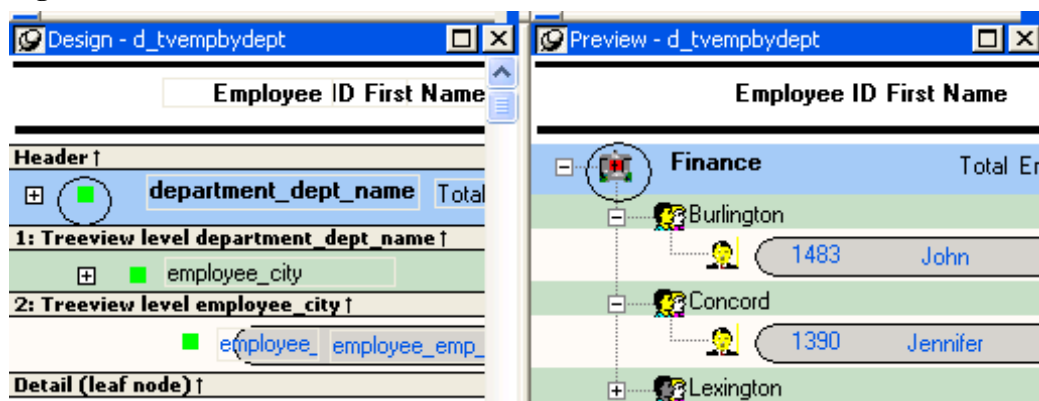 Design - d_tvempbydept
Employee ID First Name
Header ↑
department_dept_name Total
1: Treeview level department_dept_name ↑
employee_city
2: Treeview level employee_city ↑
employee_ employee_emp_
Detail (leaf node) ↑
Preview - d_tvempbydept
Employee ID First Name
Finance Total Er
Burlington
1483 John
Concord
1390 Jennifer
Lexington